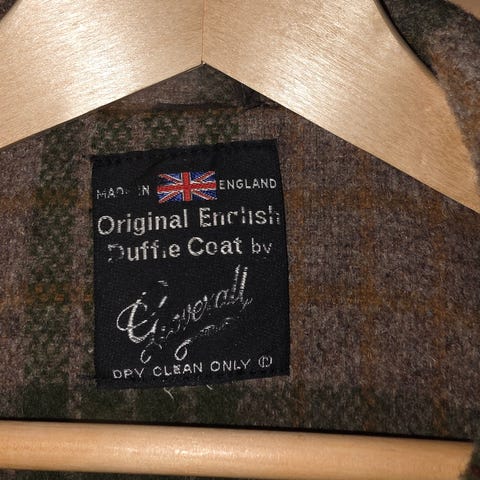 MADE IN ENGLAND
Original English
Duffle Coat by
Gloverall
DRY CLEAN ONLY Ⓟ